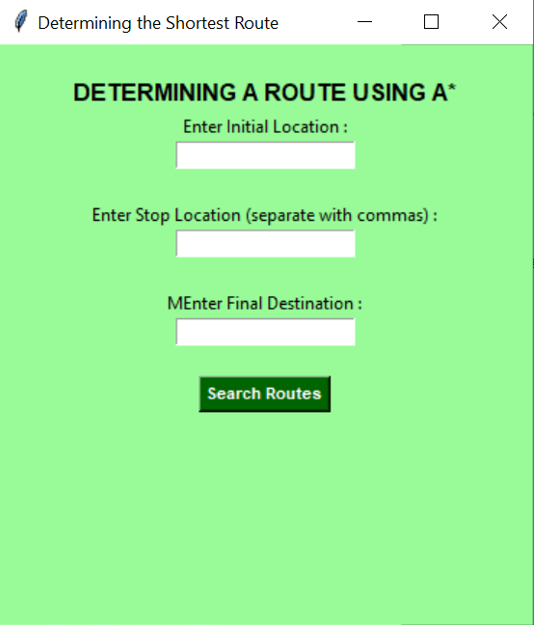 Determining the Shortest Route
DETERMINING A ROUTE USING A*
Enter Initial Location :
Enter Stop Location (separate with commas) :
MEnter Final Destination :
Search Routes